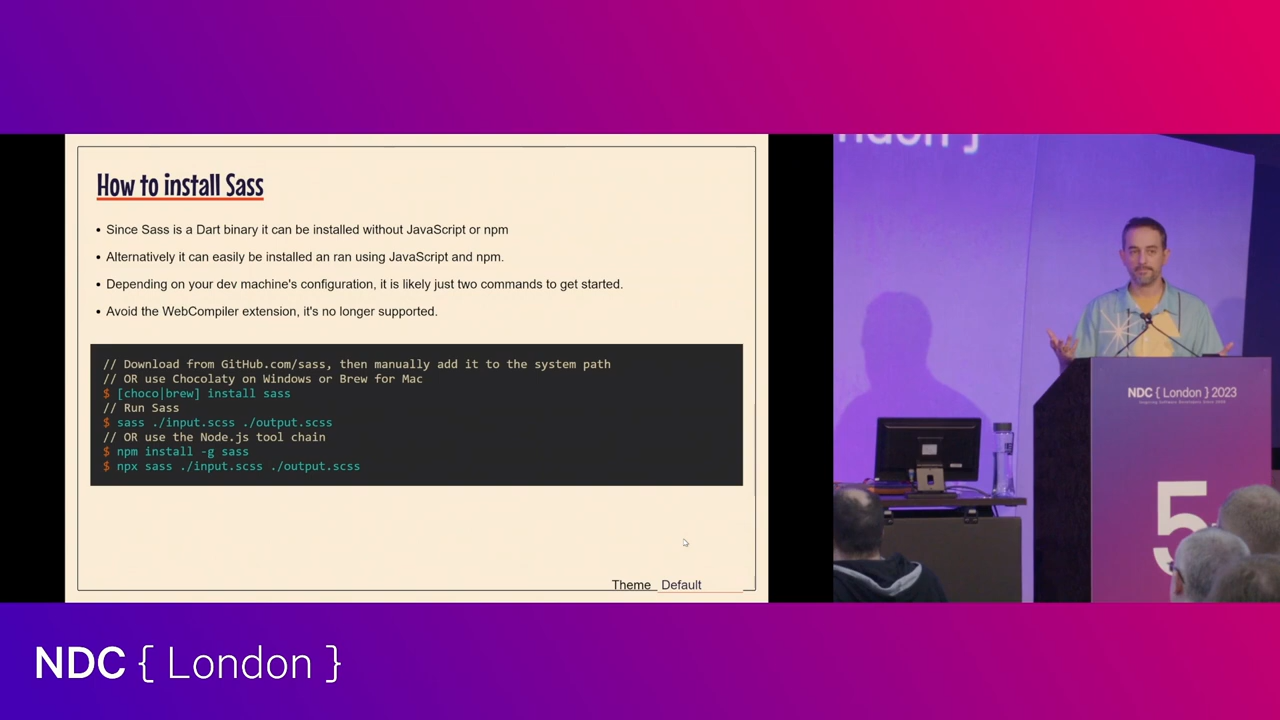 How to install Sass
• Since Sass is a Dart binary it can be installed without JavaScript or npm
• Alternatively it can easily be installed an ran using JavaScript and npm.
• Depending on your dev machine's configuration, it is likely just two commands to get started.
• Avoid the WebCompiler extension, it's no longer supported.
// Download from GitHub.com/sass, then manually add it to the system path
// OR use Chocolaty on Windows or Brew for Mac
$ [choco|brew] install sass
// Run Sass
$ sass ./input.scss ./output.scss
// OR use the Node.js tool chain
$ npm install -g sass
$ npx sass ./input.scss ./output.scss
Theme Default
ndon }
NDC { London } 2023
5
NDC { London }